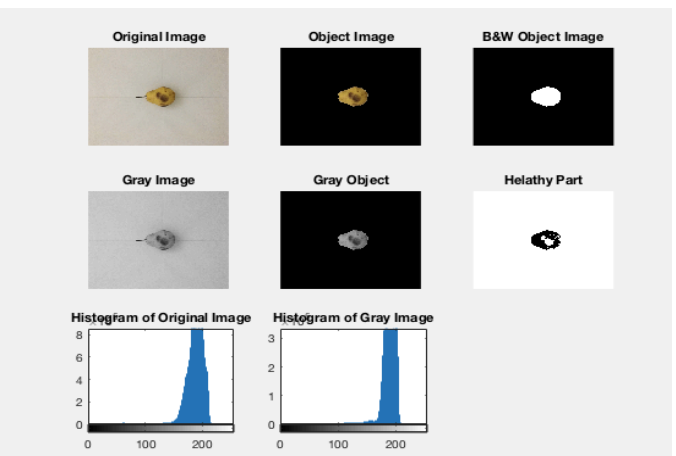 Original Image
Object Image
B&W Object Image
Gray Image
Gray Object
Helathy Part
Histogram of Original Image
Histogram of Gray Image
8
6
4
2
0
0 100 200
3
2
1
0
0 100 200